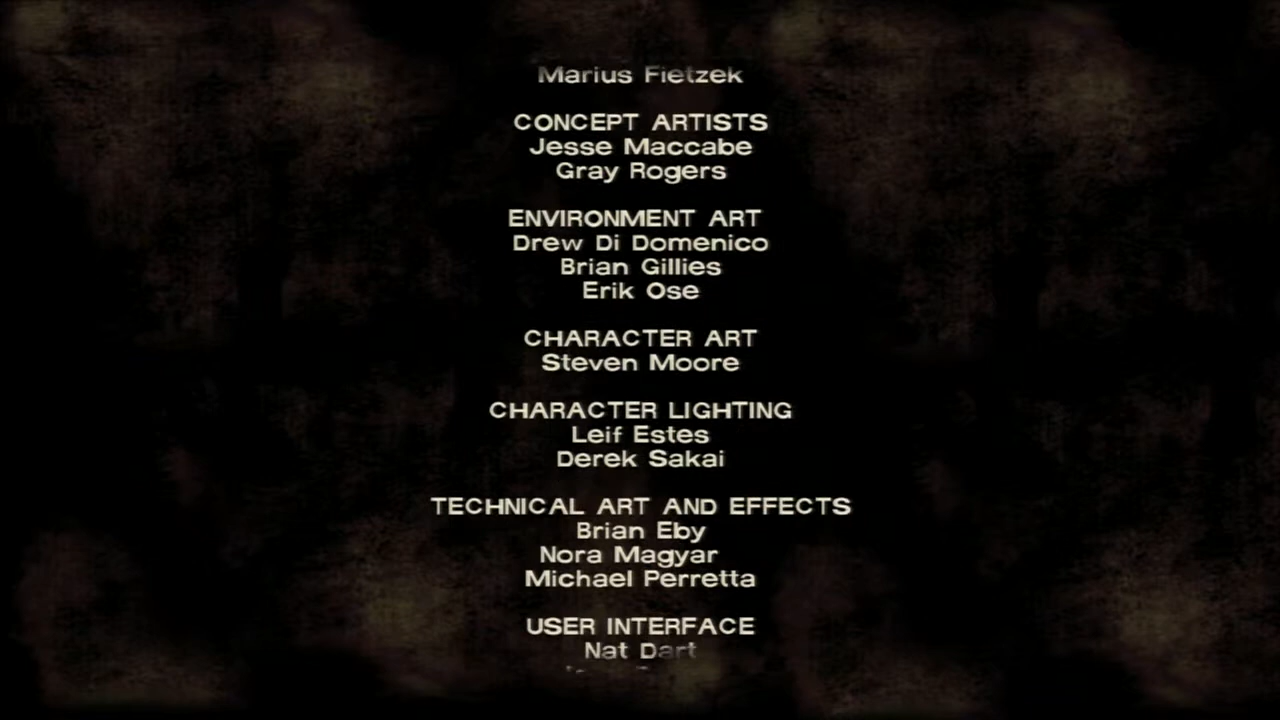 Marius Fietzek
CONCEPT ARTISTS
Jesse Maccabe
Gray Rogers
ENVIRONMENT ART
Drew Di Domenico
Brian Gillies
Erik Ose
CHARACTER ART
Steven Moore
CHARACTER LIGHTING
Leif Estes
Derek Sakai
TECHNICAL ART AND EFFECTS
Brian Eby
Nora Magyar
Michael Perretta
USER INTERFACE
Nat Dart